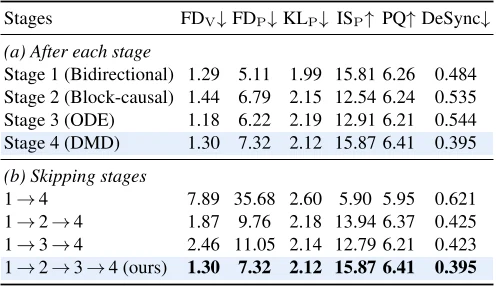 Stages FDV↓ FDP↓ KLP↓ ISP↑ PQ↑ DeSync↓
(a) After each stage
Stage 1 (Bidirectional) 1.29 5.11 1.99 15.81 6.26 0.484
Stage 2 (Block-causal) 1.44 6.79 2.15 12.54 6.24 0.535
Stage 3 (ODE) 1.18 6.22 2.19 12.91 6.21 0.544
Stage 4 (DMD) 1.30 7.32 2.12 15.87 6.41 0.395
(b) Skipping stages
1→4 7.89 35.68 2.60 5.90 5.95 0.621
1→2→4 1.87 9.76 2.18 13.94 6.37 0.425
1→3→4 2.46 11.05 2.14 12.79 6.21 0.423
1→2→3→4 (ours) 1.30 7.32 2.12 15.87 6.41 0.395